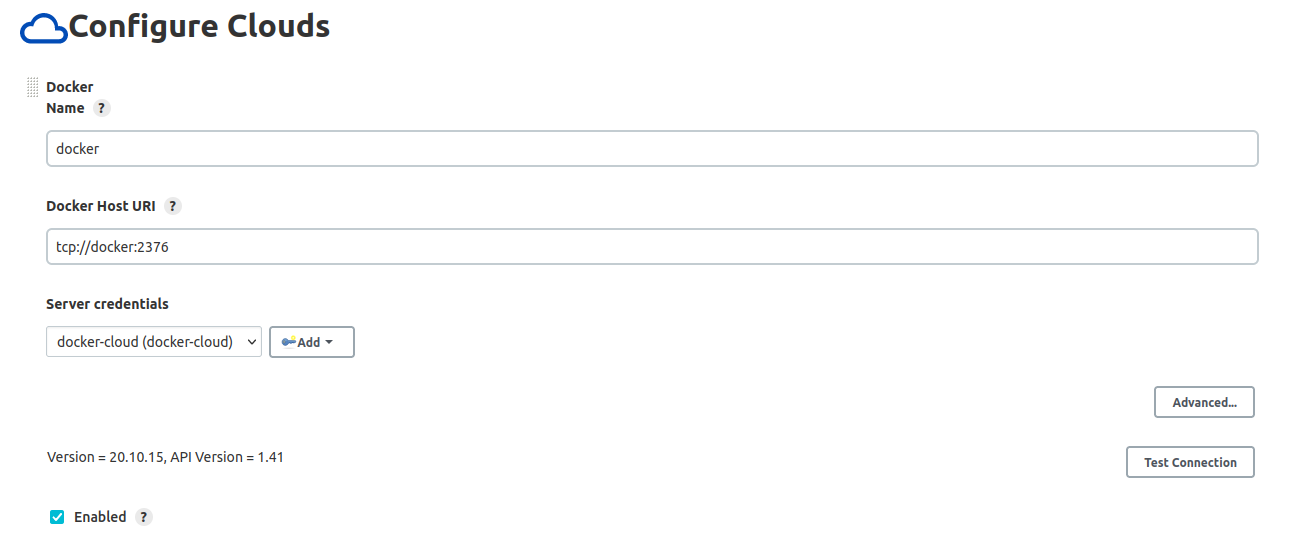 Configure Clouds
Docker
Name ?
docker
Docker Host URI ?
tcp://docker:2376
Server credentials
docker-cloud (docker-cloud) Add
Advanced...
Version = 20.10.15, API Version = 1.41
Test Connection
Enabled ?